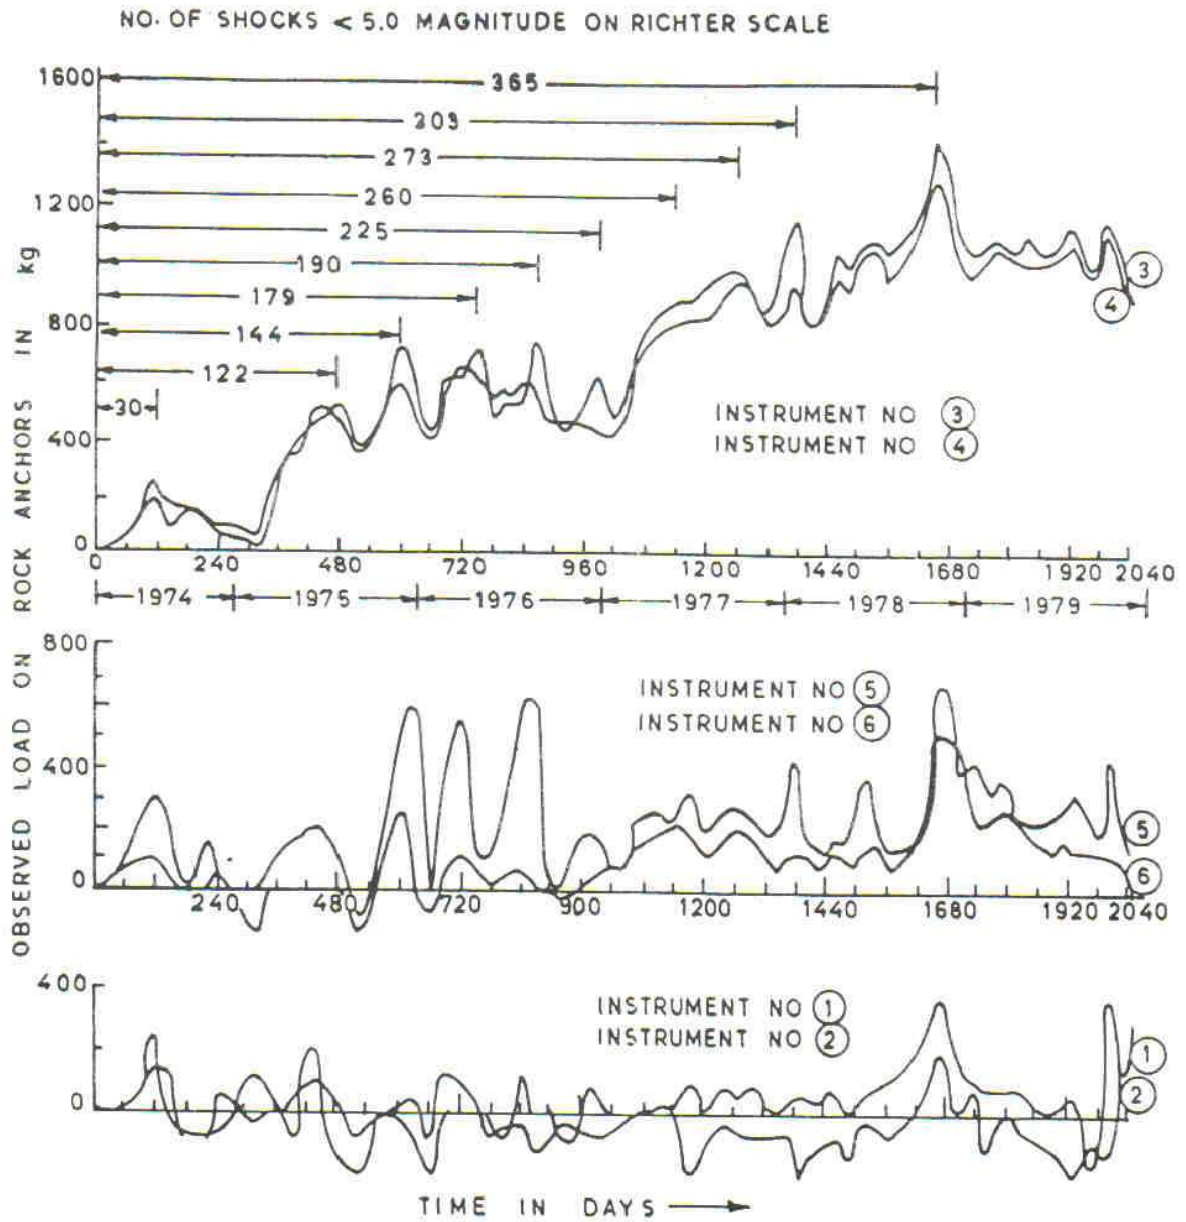 NO. OF SHOCKS < 5.0 MAGNITUDE ON RICHTER SCALE
OBSERVED LOAD ON ROCK ANCHORS IN kg
1600
365
303
273
1200
260
225
190
179
800
144
122
30
INSTRUMENT NO 3
400
INSTRUMENT NO 4
3
4
0
0 240 480 720 960 1200 1440 1680 1920 2040
1974 1975 1976 1977 1978 1979
800
INSTRUMENT NO 5
INSTRUMENT NO 6
400
5
6
0
240 480 720 900 1200 1440 1680 1920 2040
400
INSTRUMENT NO 1
INSTRUMENT NO 2
1
2
0
TIME IN DAYS